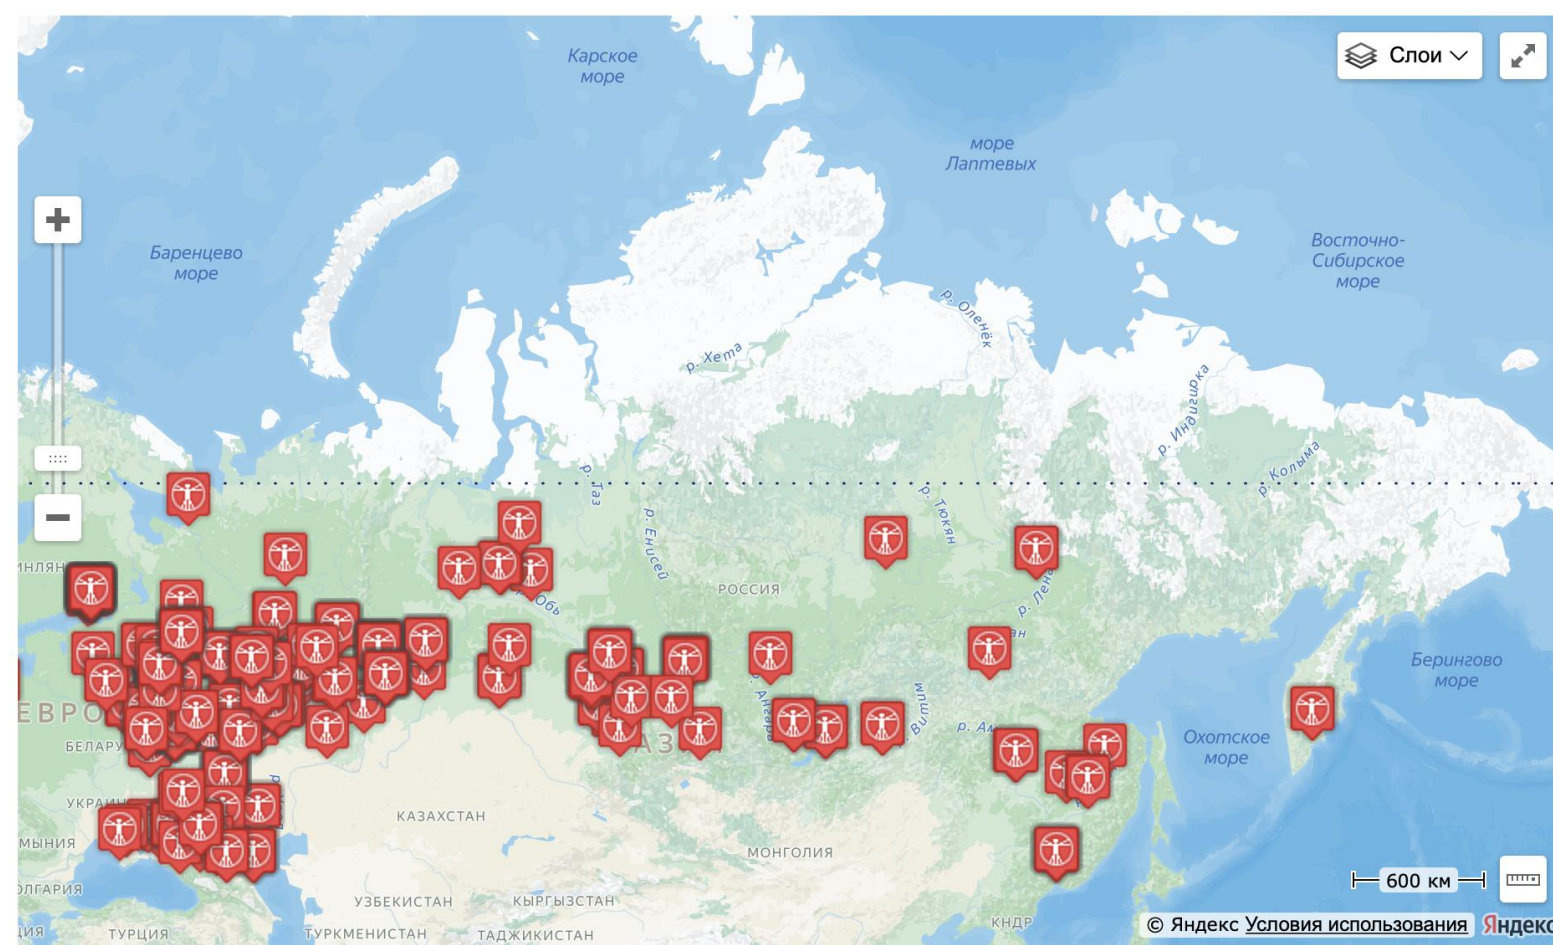 Карское
море
Слои
море
Лаптевых
Баренцево
море
Восточно-
Сибирское
море
р. Оленёк
р. Хета
р. Индигирка
р. Колыма
р. Таз
р. Тюкян
р. Енисей
РОССИЯ
р. Лена
Обь
Берингово
море
ЕВРО
р. Ангара
р. Ам
Охотское
море
БЕЛАРУ
УКРАИН
КАЗАХСТАН
МОНГОЛИЯ
МЫНИЯ
600 км
ОЛГАРИЯ
УЗБЕКИСТАН
КЫРГЫЗСТАН
КНДР
© Яндекс Условия использования Яндекс
ТУРЦИЯ
ТУРКМЕНИСТАН
ТАДЖИКИСТАН